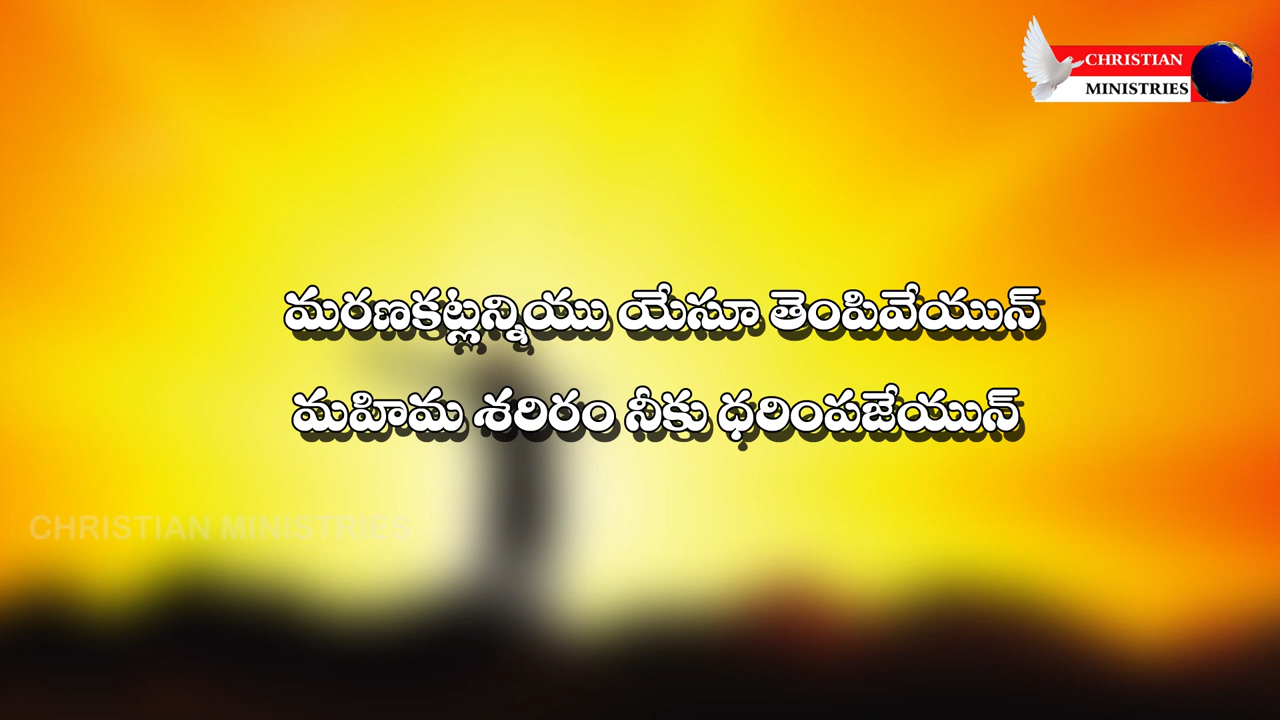 CHRISTIAN
MINISTRIES
మరణకట్లన్నియు యేసూ తెంపివేయున్
మహిమ శరిరం నీకు ధరింపజేయున్
CHRISTIAN MINISTRIES